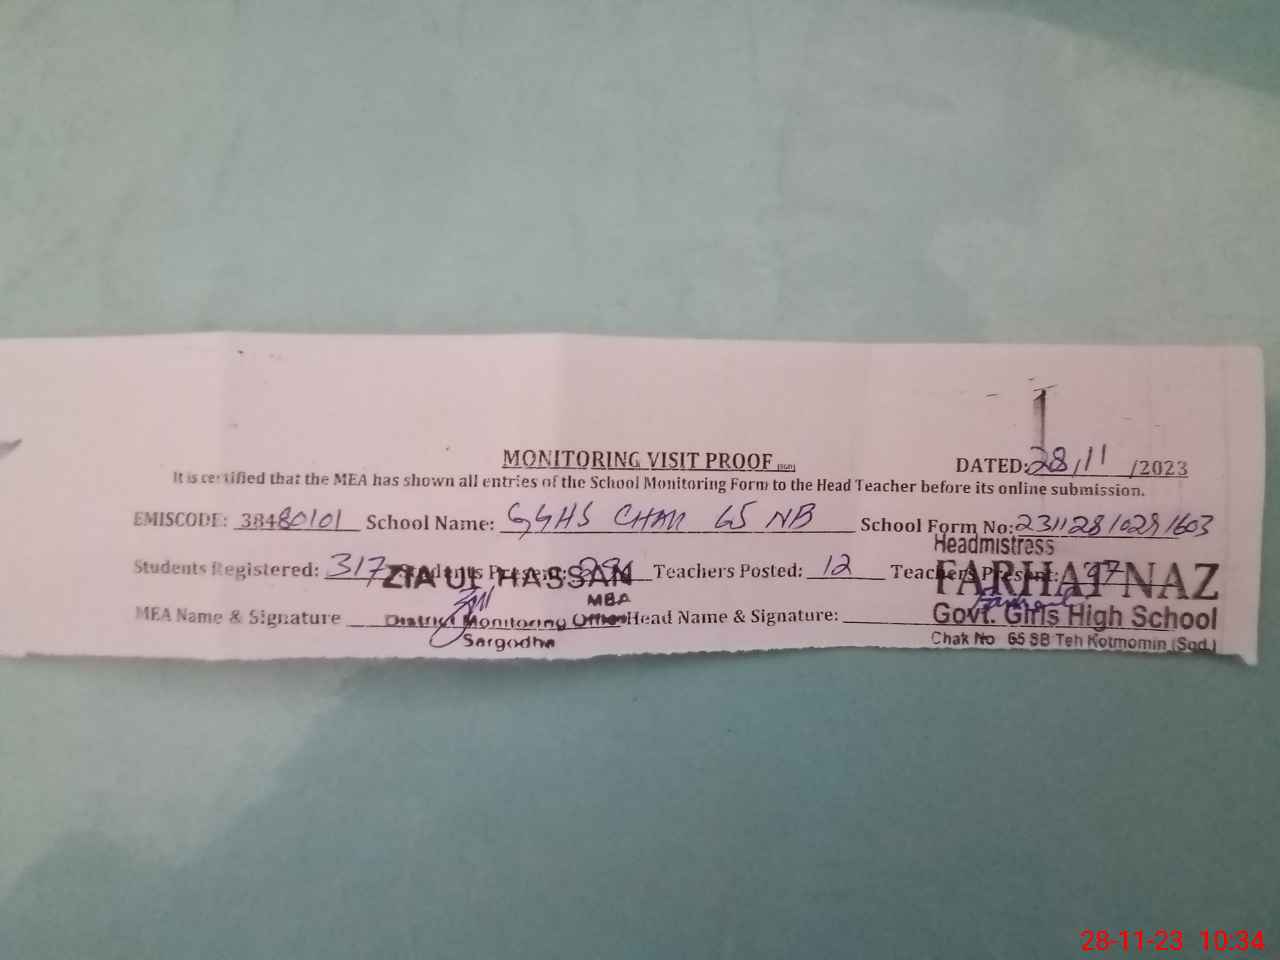 MONITORING VISIT PROOF
DATED: 28/11/2023
It is certified that the MEA has shown all entries of the School Monitoring Form to the Head Teacher before its online submission.
EMISCODE: 38480101 School Name: GGHS CHAK 65 NB School Form No: 231128102891603
Headmistress
Students Registered: 317 Teachers Posted: 12 Teachers Present:
ZIA UL HASSAN
FARHAT NAZ
MBA
MEA Name & Signature District Monitoring Officer Head Name & Signature:
Govt. Girls High School
Sargodha
Chak No 65 SB Teh Kotmomin (Sgd.)
28-11-23 10:34